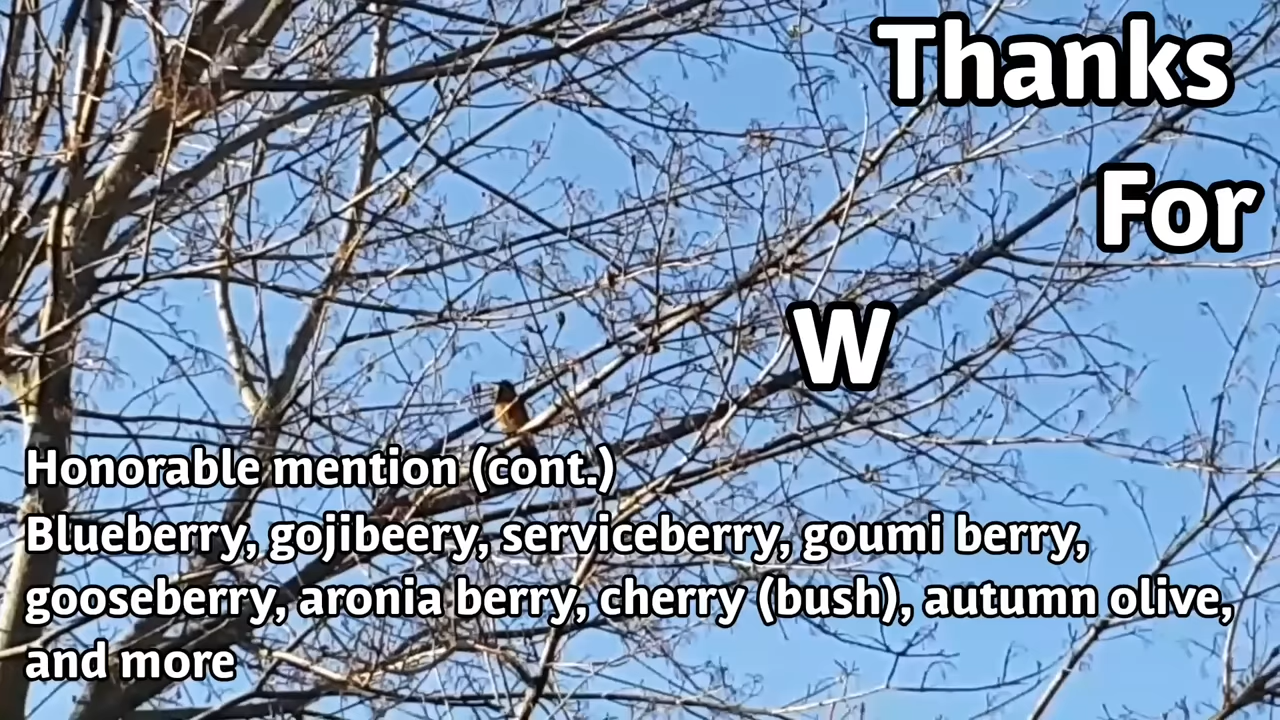 Thanks
For
W
Honorable mention (cont.)
Blueberry, gojibeery, serviceberry, goumi berry,
gooseberry, aronia berry, cherry (bush), autumn olive,
and more